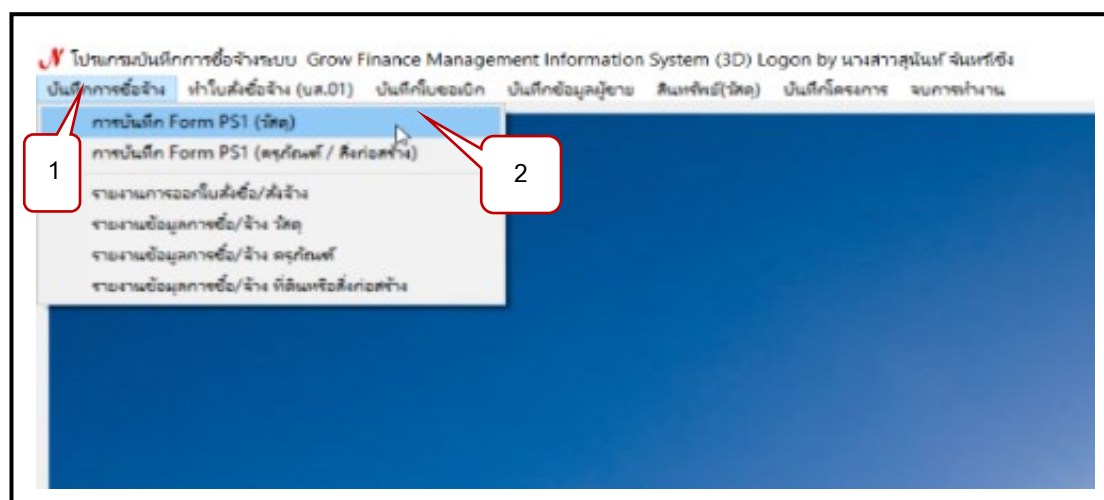 N โปรแกรมบันทึกการซื้อจ้างระบบ Grow Finance Management Information System (3D) Logon by นางสาวสุนันท์ จันทร์เซ้ง
บันทึกการซื้อจ้าง ทำใบสั่งซื้อจ้าง (บส.01) บันทึกใบขอเบิก บันทึกข้อมูลผู้ขาย สินทรัพย์(วัสดุ) บันทึกโครงการ จบการทำงาน
การบันทึก Form PS1 (วัสดุ)
การบันทึก Form PS1 (ครุภัณฑ์ / สิ่งก่อสร้าง)
1
2
รายงานการออกใบสั่งซื้อ/สั่งจ้าง
รายงานข้อมูลการซื้อ/จ้าง วัสดุ
รายงานข้อมูลการซื้อ/จ้าง ครุภัณฑ์
รายงานข้อมูลการซื้อ/จ้าง ที่ดินหรือสิ่งก่อสร้าง